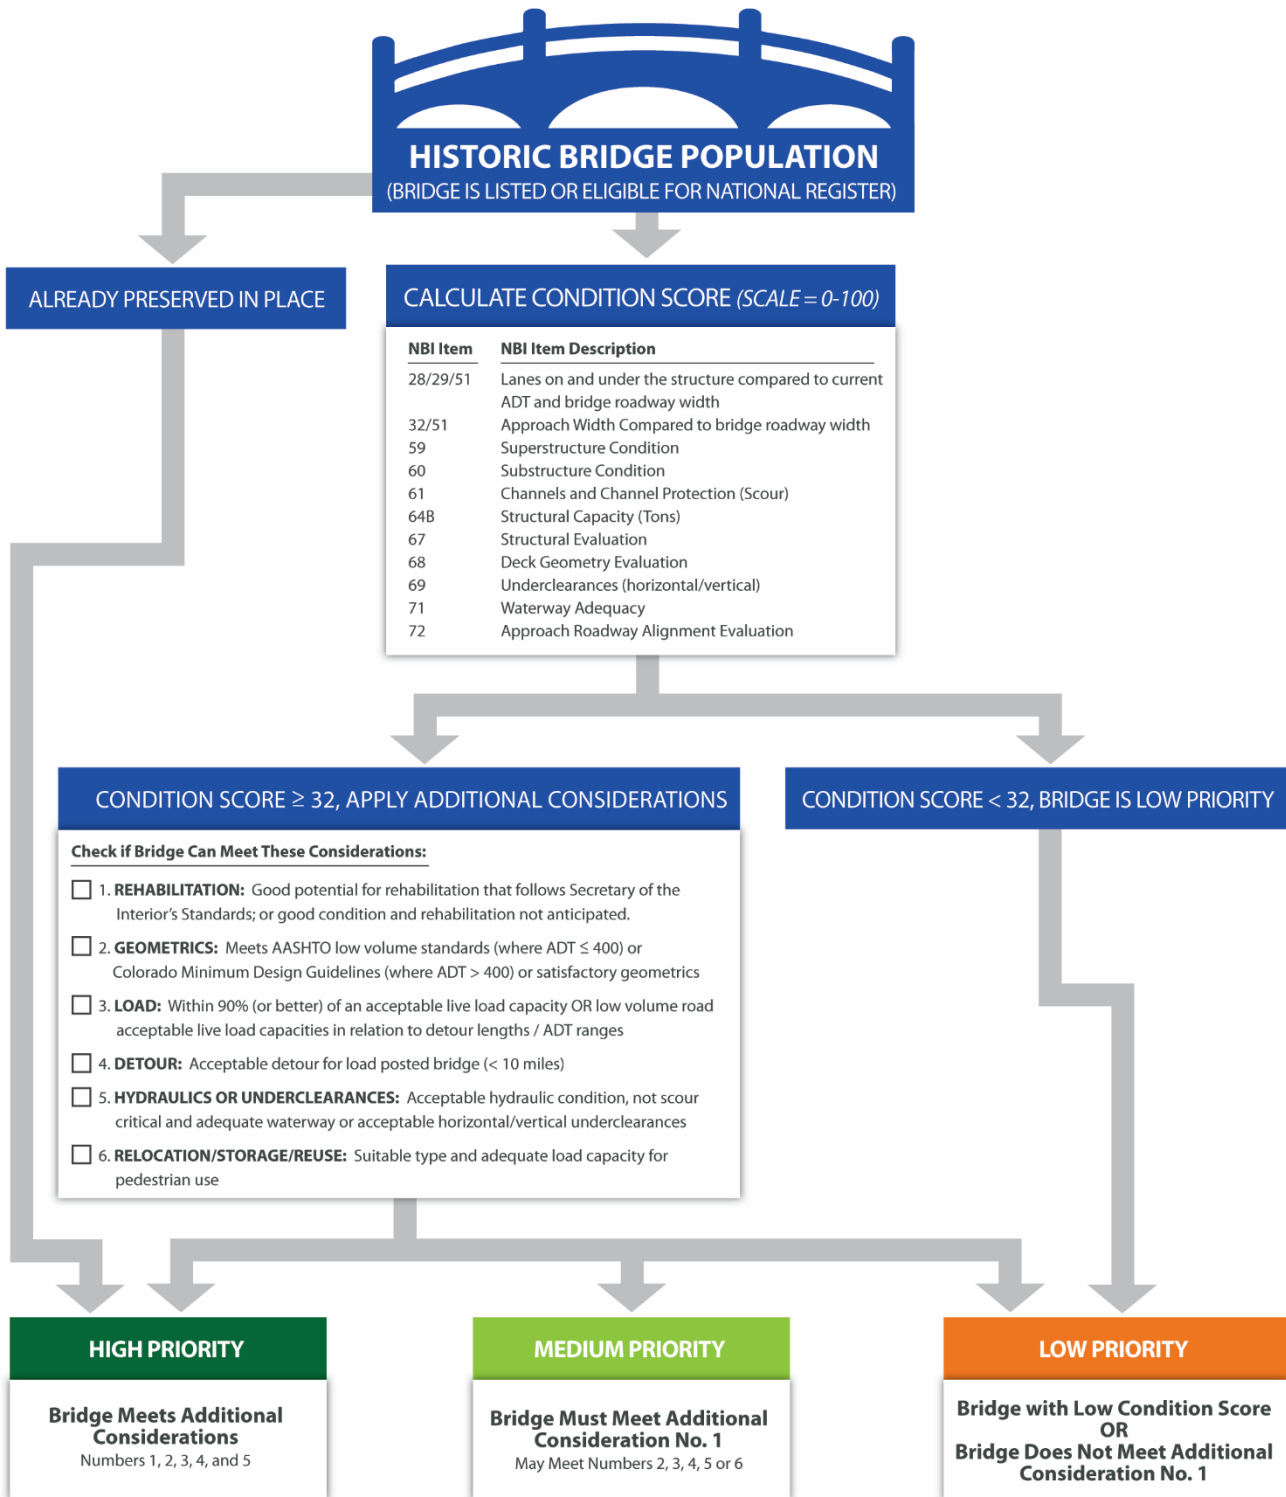 HISTORIC BRIDGE POPULATION
(BRIDGE IS LISTED OR ELIGIBLE FOR NATIONAL REGISTER)
ALREADY PRESERVED IN PLACE
CALCULATE CONDITION SCORE (SCALE = 0-100)
NBI Item NBI Item Description
28/29/51 Lanes on and under the structure compared to current
ADT and bridge roadway width
32/51 Approach Width Compared to bridge roadway width
59 Superstructure Condition
60 Substructure Condition
61 Channels and Channel Protection (Scour)
64B Structural Capacity (Tons)
67 Structural Evaluation
68 Deck Geometry Evaluation
69 Underclearances (horizontal/vertical)
71 Waterway Adequacy
72 Approach Roadway Alignment Evaluation
CONDITION SCORE ≥ 32, APPLY ADDITIONAL CONSIDERATIONS
Check if Bridge Can Meet These Considerations:
1. REHABILITATION: Good potential for rehabilitation that follows Secretary of the
Interior's Standards; or good condition and rehabilitation not anticipated.
2. GEOMETRICS: Meets AASHTO low volume standards (where ADT ≤ 400) or
Colorado Minimum Design Guidelines (where ADT > 400) or satisfactory geometrics
3. LOAD: Within 90% (or better) of an acceptable live load capacity OR low volume road
acceptable live load capacities in relation to detour lengths / ADT ranges
4. DETOUR: Acceptable detour for load posted bridge (< 10 miles)
5. HYDRAULICS OR UNDERCLEARANCES: Acceptable hydraulic condition, not scour
critical and adequate waterway or acceptable horizontal/vertical underclearances
6. RELOCATION/STORAGE/REUSE: Suitable type and adequate load capacity for
pedestrian use
CONDITION SCORE < 32, BRIDGE IS LOW PRIORITY
HIGH PRIORITY
Bridge Meets Additional
Considerations
Numbers 1, 2, 3, 4, and 5
MEDIUM PRIORITY
Bridge Must Meet Additional
Consideration No. 1
May Meet Numbers 2, 3, 4, 5 or 6
LOW PRIORITY
Bridge with Low Condition Score
OR
Bridge Does Not Meet Additional
Consideration No. 1